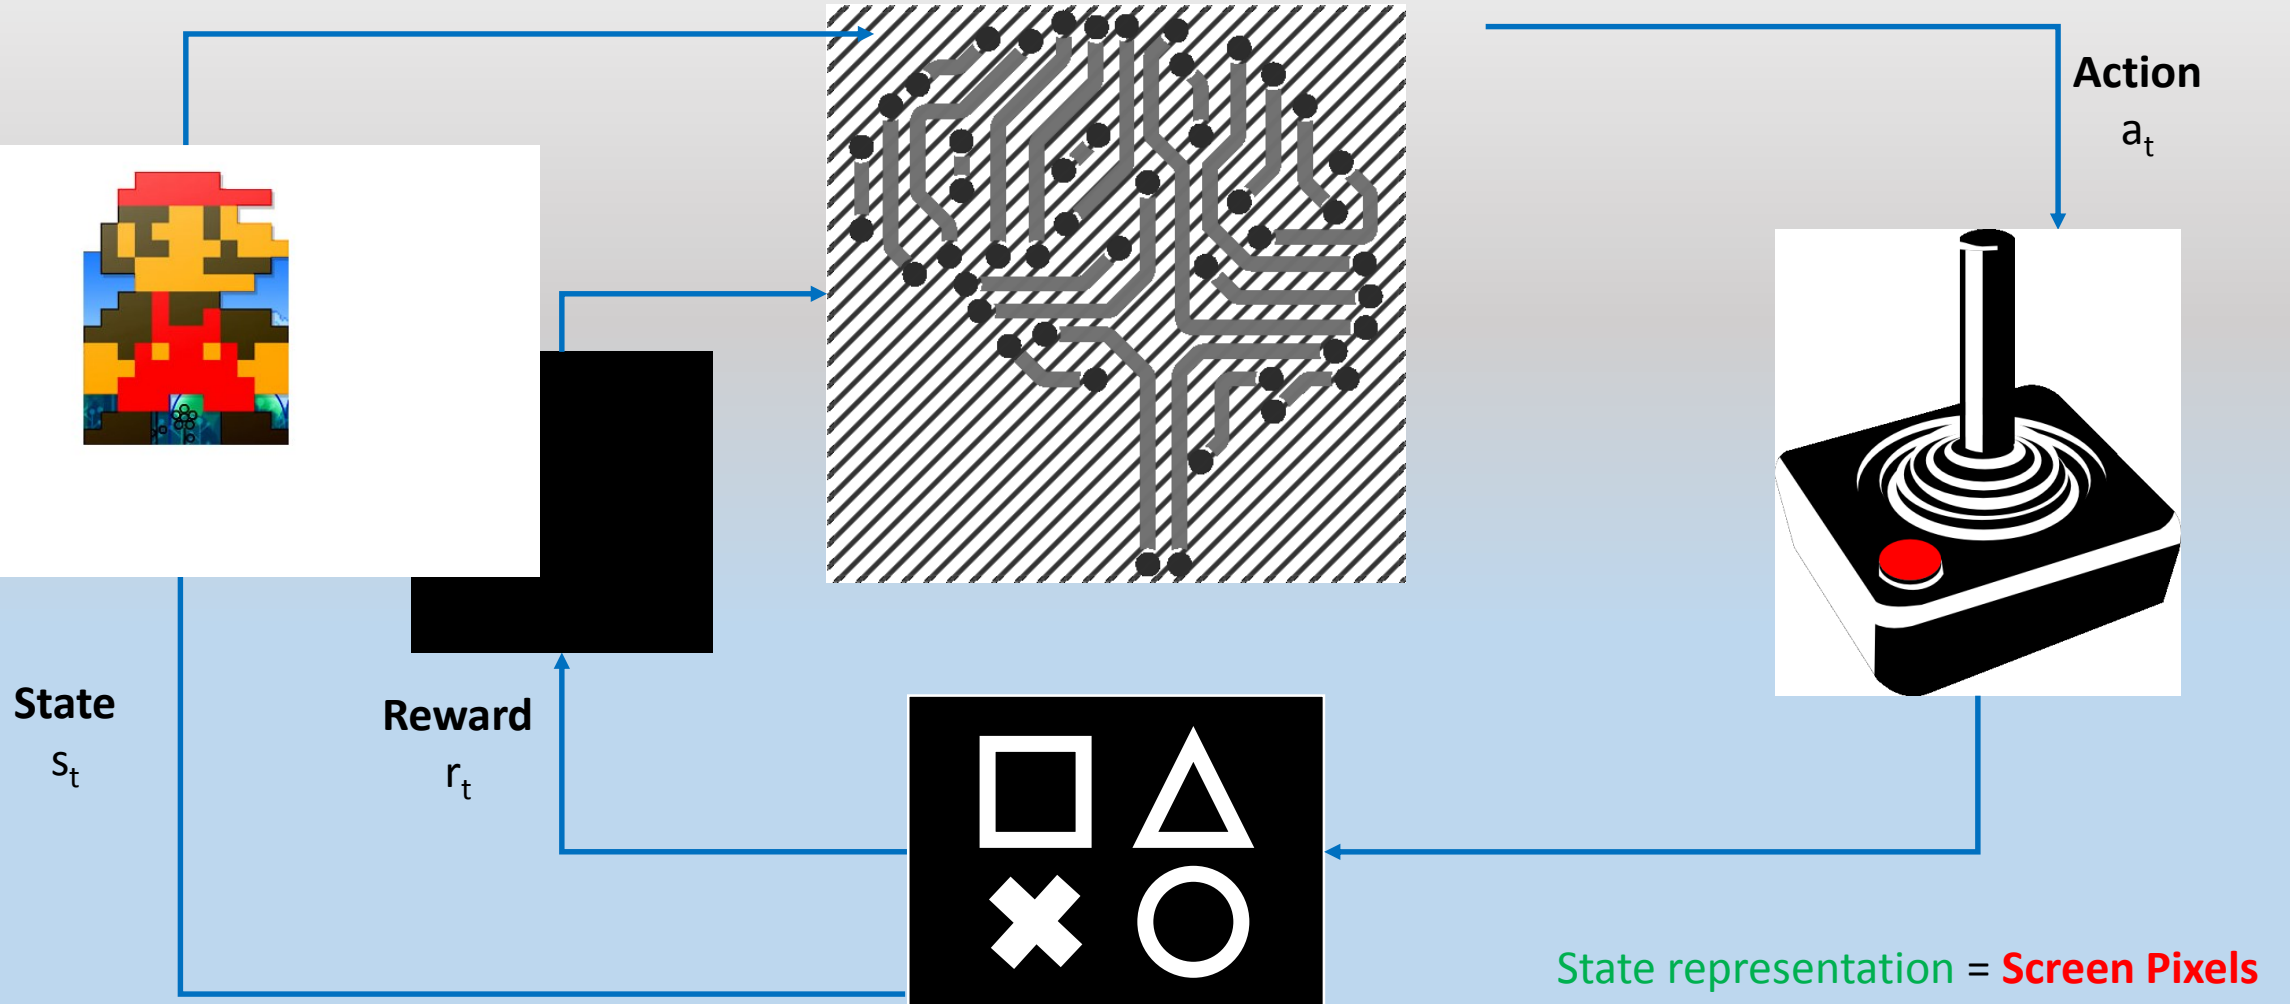 Action
aₜ
State
sₜ
Reward
rₜ
State representation = Screen Pixels